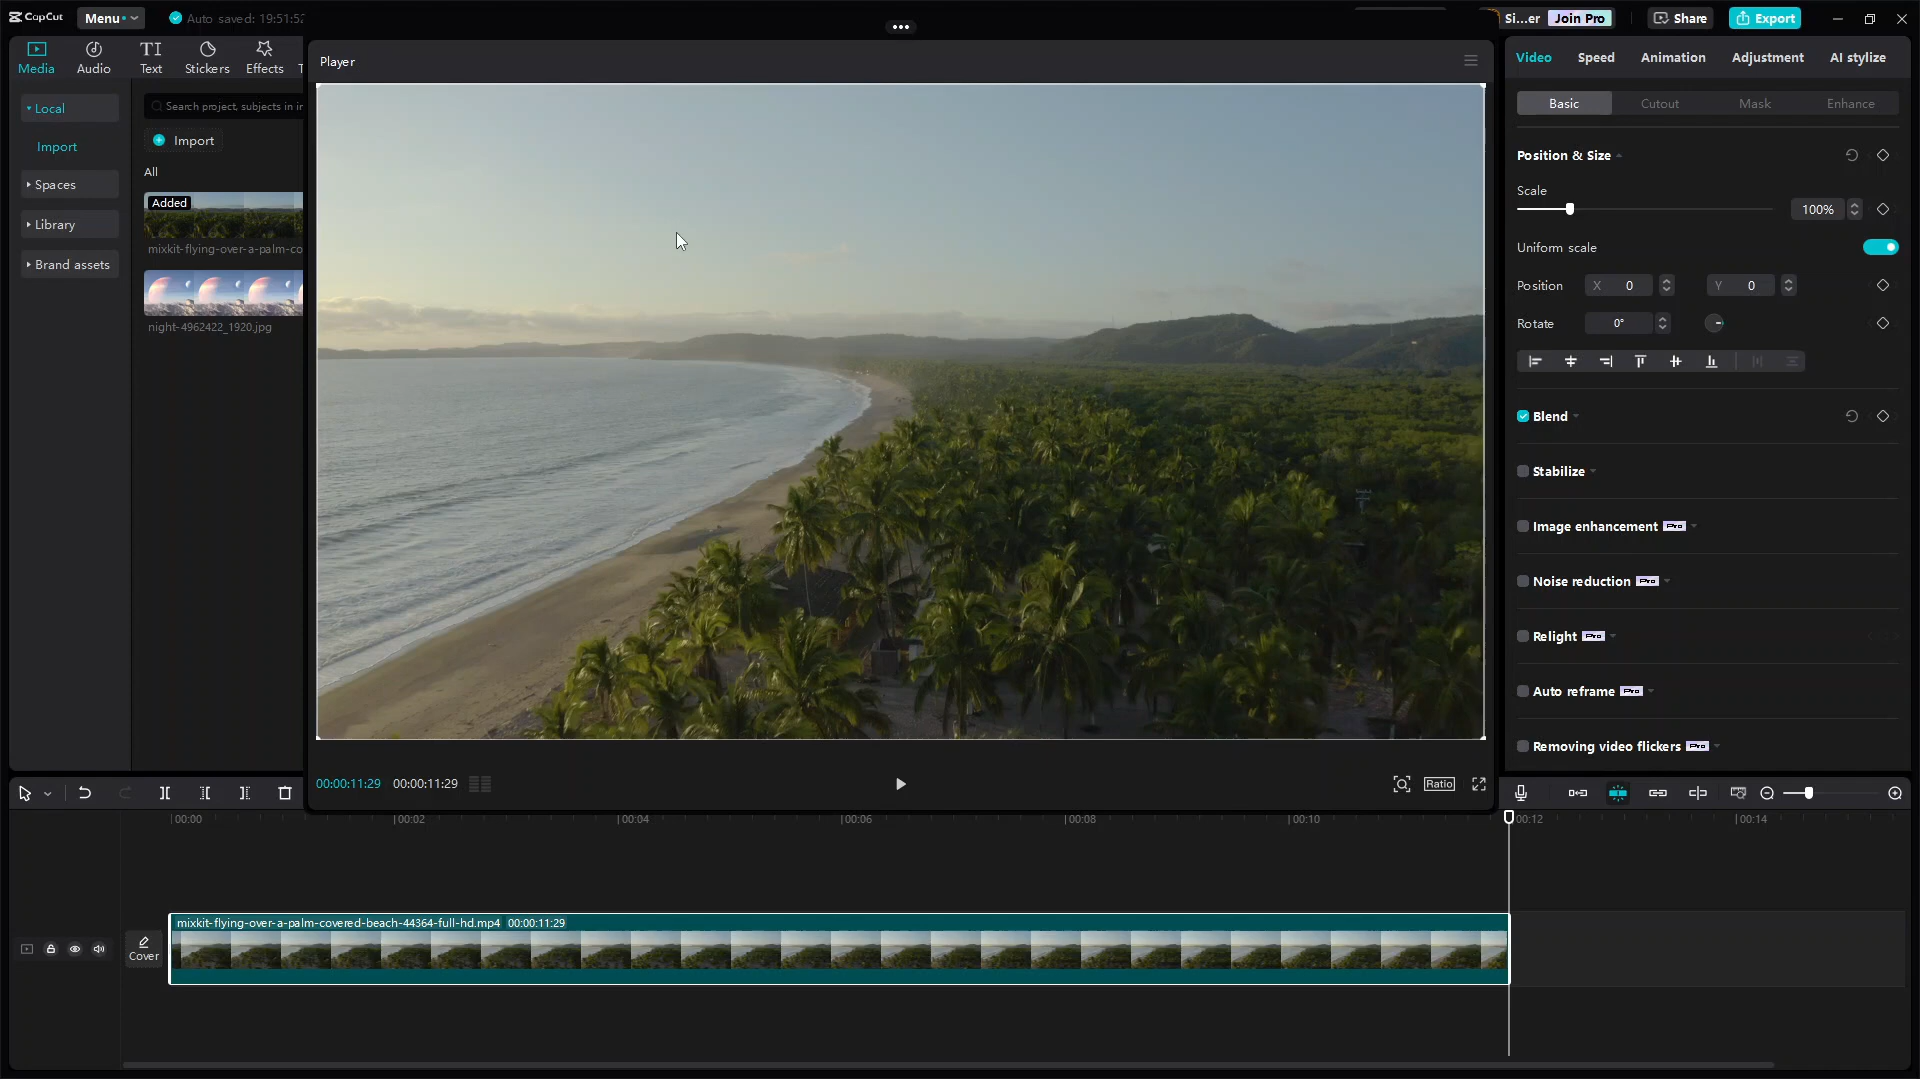 CapCut
Menu
Auto saved: 19:51:52
Si...er
Join Pro
Share
Export
Media
Audio
Text
Stickers
Effects
Player
Video
Speed
Animation
Adjustment
AI stylize
Local
Import
Spaces
Library
Brand assets
Search project, subjects in
Import
All
Added
mixkit-flying-over-a-palm-co
night-4962422_1920.jpg
Basic
Cutout
Mask
Enhance
Position & Size
Scale
100%
Uniform scale
Position
X 0
Y 0
Rotate
0°
Blend
Stabilize
Image enhancement Pro
Noise reduction Pro
Relight Pro
Auto reframe Pro
Removing video flickers Pro
00:00:11:29
00:00:11:29
Ratio
00:00
00:02
00:04
00:06
00:08
00:10
00:12
00:14
mixkit-flying-over-a-palm-covered-beach-44364-full-hd.mp4 00:00:11:29
Cover